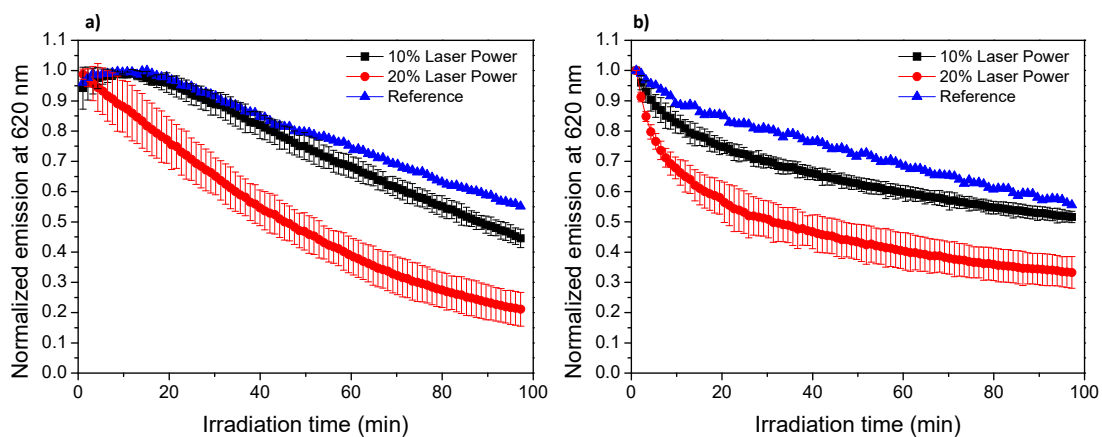 a)
Normalized emission at 620 nm
1.1
1.0
0.9
0.8
0.7
0.6
0.5
0.4
0.3
0.2
0.1
0.0
0 20 40 60 80 100
Irradiation time (min)
10% Laser Power
20% Laser Power
Reference
b)
Normalized emission at 620 nm
1.1
1.0
0.9
0.8
0.7
0.6
0.5
0.4
0.3
0.2
0.1
0.0
0 20 40 60 80 100
Irradiation time (min)
10% Laser Power
20% Laser Power
Reference